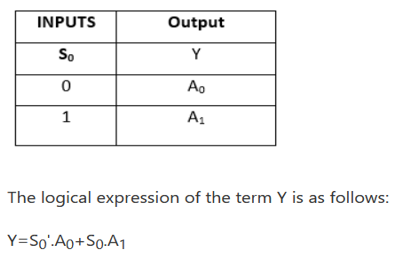 INPUTS Output
S₀ Y
0 A₀
1 A₁
The logical expression of the term Y is as follows:
Y=S₀'.A₀+S₀.A₁